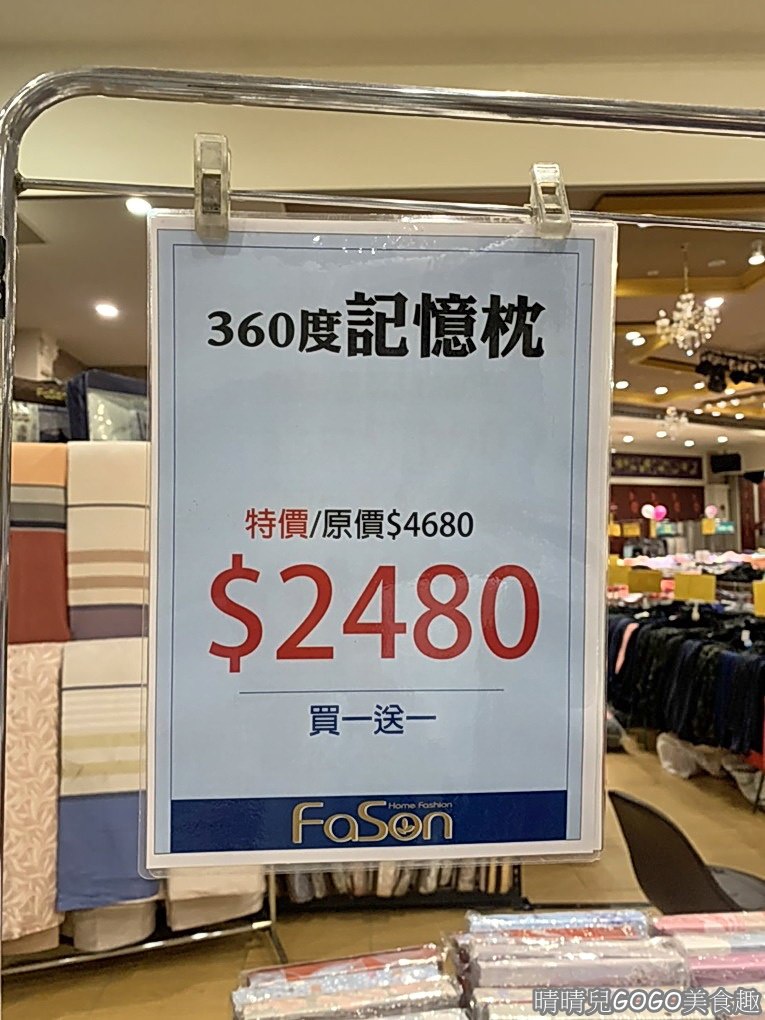 360度記憶枕
特價/原價$4680
$2480
買一送一
Home Fashion
FaSon
晴晴兒GOGO美食趣